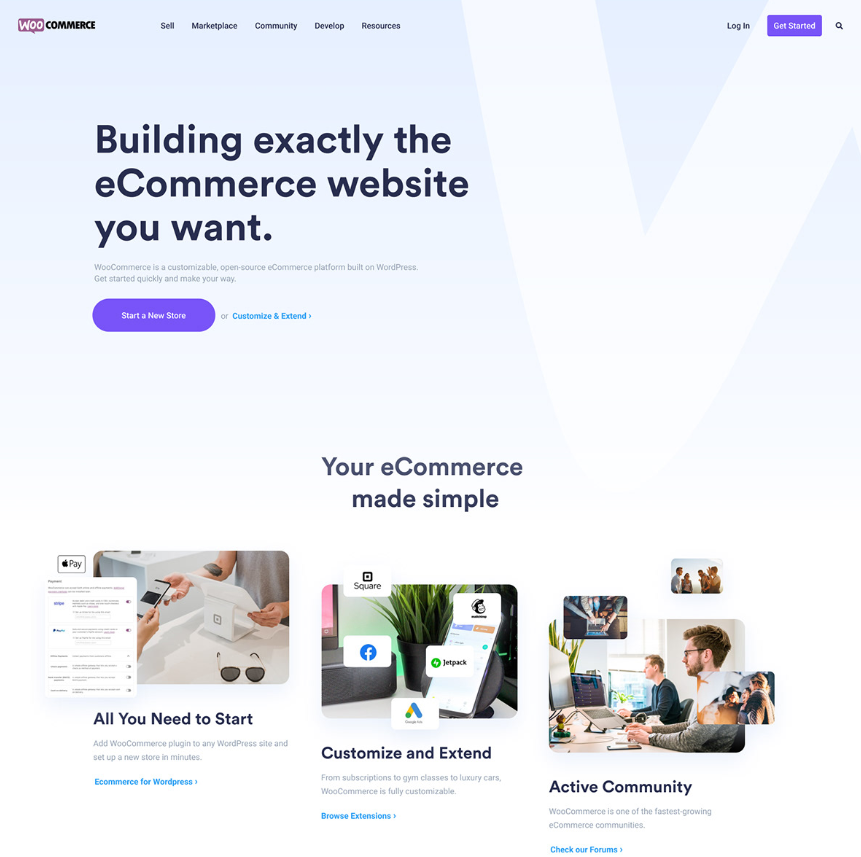 WOO COMMERCE
Sell
Marketplace
Community
Develop
Resources
Log In
Get Started
Building exactly the
eCommerce website
you want.
WooCommerce is a customizable, open-source eCommerce platform built on WordPress.
Get started quickly and make your way.
Start a New Store
or Customize & Extend ›
Your eCommerce
made simple
Pay
Payment
stripe
PayPal
All You Need to Start
Add WooCommerce plugin to any WordPress site and
set up a new store in minutes.
Ecommerce for Wordpress ›
Square
mailchimp
Jetpack
Google Ads
Customize and Extend
From subscriptions to gym classes to luxury cars,
WooCommerce is fully customizable.
Browse Extensions ›
Active Community
WooCommerce is one of the fastest-growing
eCommerce communities.
Check our Forums ›